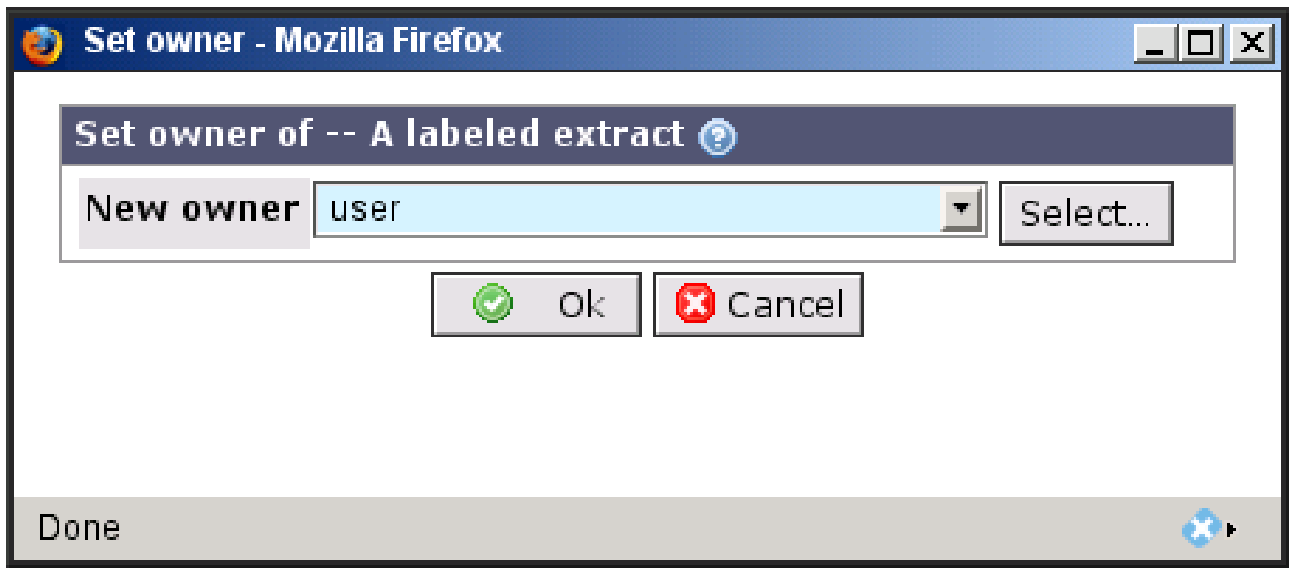 Set owner - Mozilla Firefox
Set owner of -- A labeled extract
New owner user Select...
Ok Cancel
Done